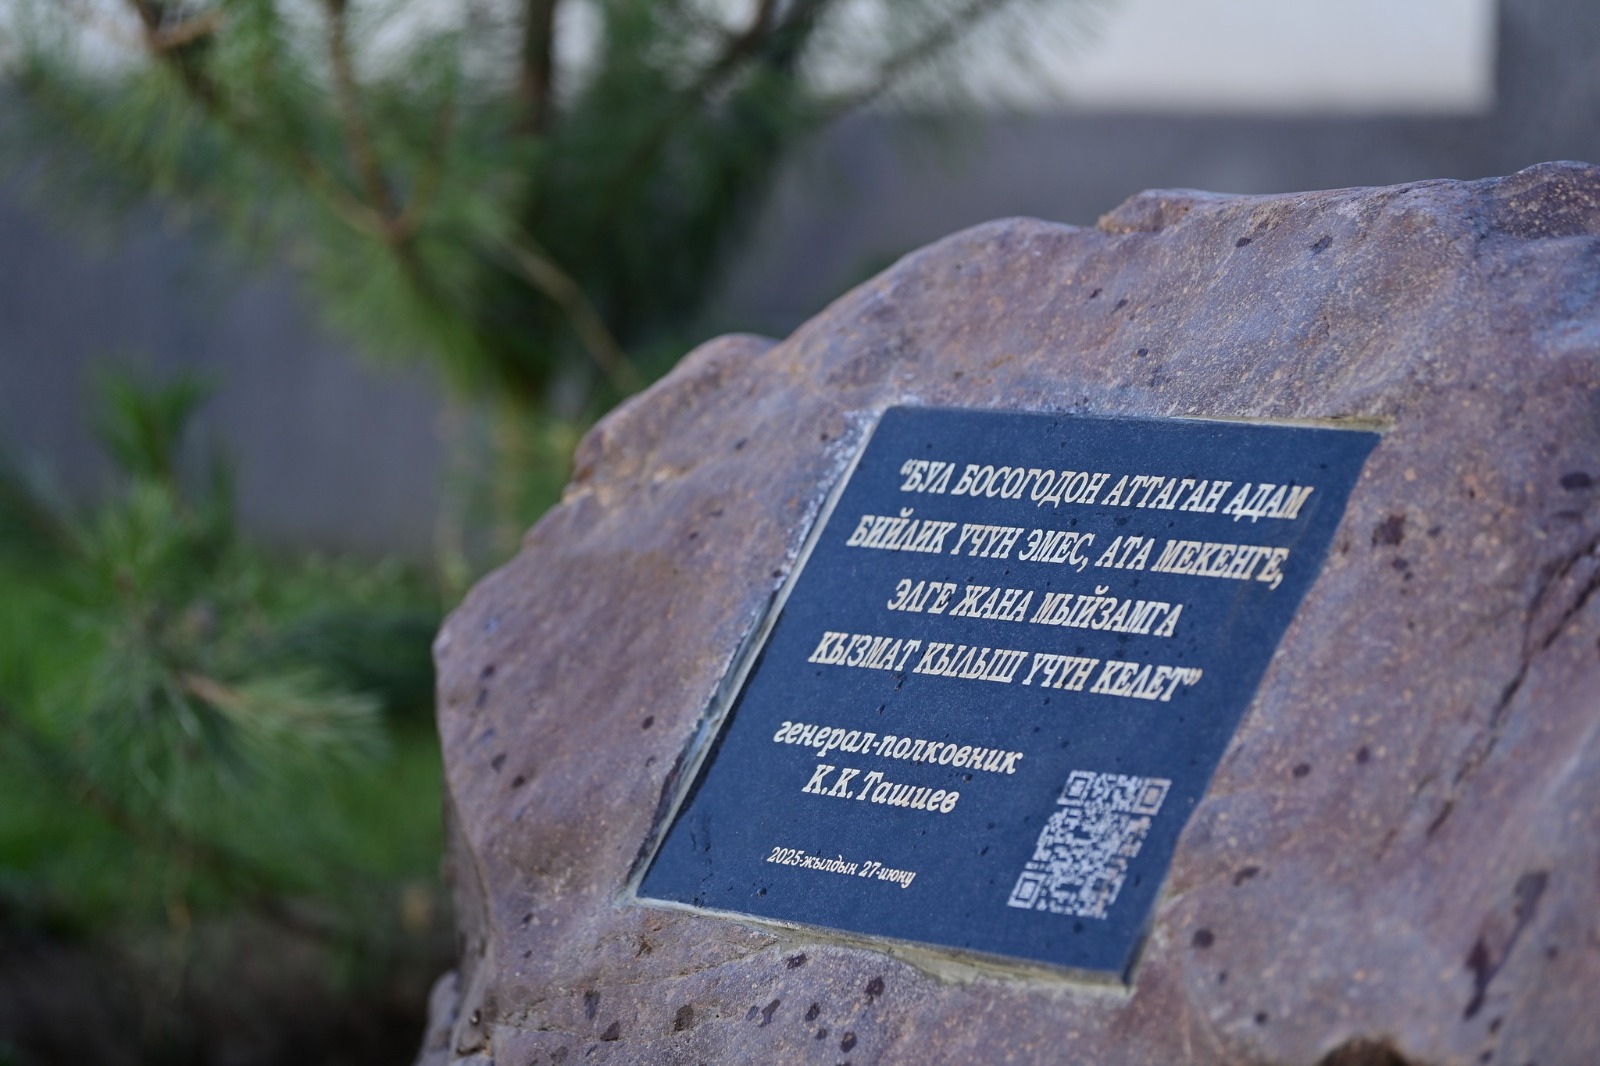 “БУЛ БОСОГОДОН АТТАГАН АДАМ
БИЙЛИК ҮЧҮН ЭМЕС, АТА МЕКЕНГЕ,
ЭЛГЕ ЖАНА МЫЙЗАМГА
КЫЗМАТ КЫЛЫШ ҮЧҮН КЕЛЕТ”
генерал-полковник
К.К.Ташиев
2025-жылдын 27-июну